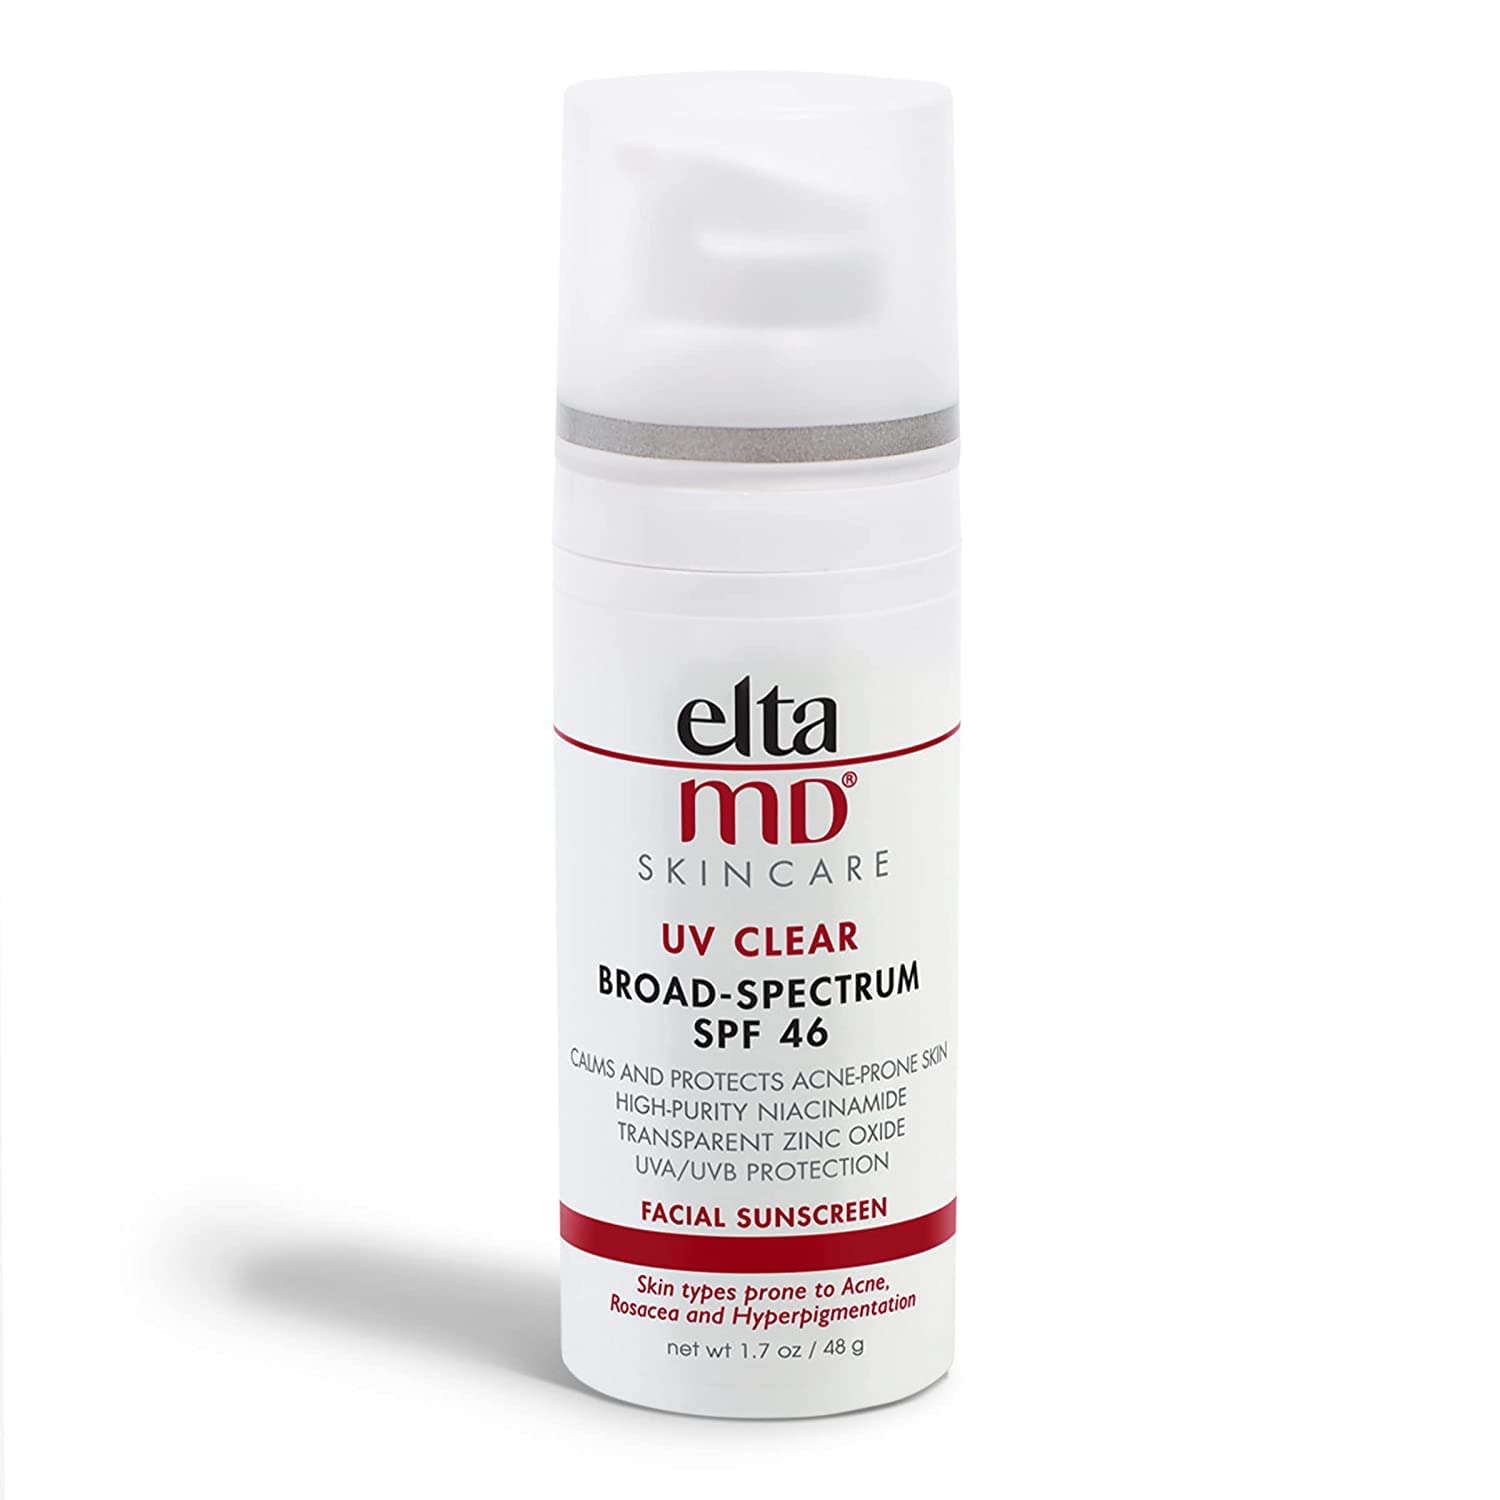 elta
MD®
SKINCARE
UV CLEAR
BROAD-SPECTRUM
SPF 46
CALMS AND PROTECTS ACNE-PRONE SKIN
HIGH-PURITY NIACINAMIDE
TRANSPARENT ZINC OXIDE
UVA/UVB PROTECTION
FACIAL SUNSCREEN
Skin types prone to Acne,
Rosacea and Hyperpigmentation
net wt 1.7 oz / 48 g